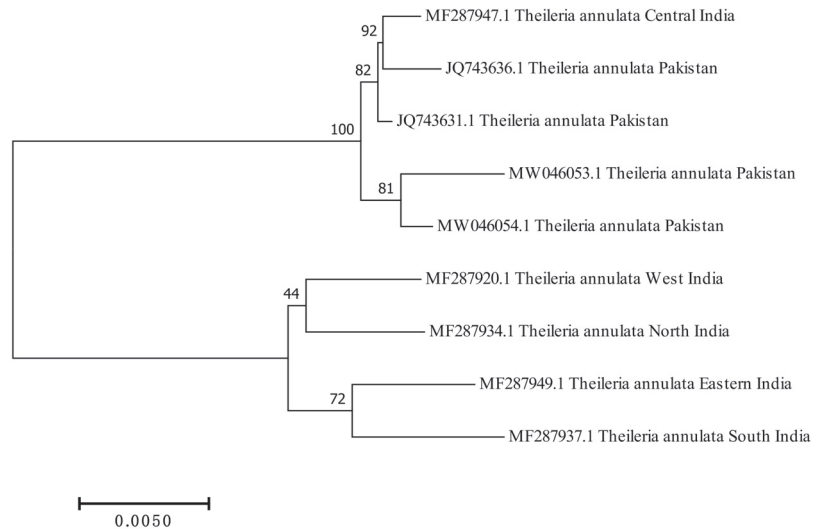 92
MF287947.1 Theileria annulata Central India
82
JQ743636.1 Theileria annulata Pakistan
100
JQ743631.1 Theileria annulata Pakistan
81
MW046053.1 Theileria annulata Pakistan
MW046054.1 Theileria annulata Pakistan
44
MF287920.1 Theileria annulata West India
MF287934.1 Theileria annulata North India
72
MF287949.1 Theileria annulata Eastern India
MF287937.1 Theileria annulata South India
0.0050